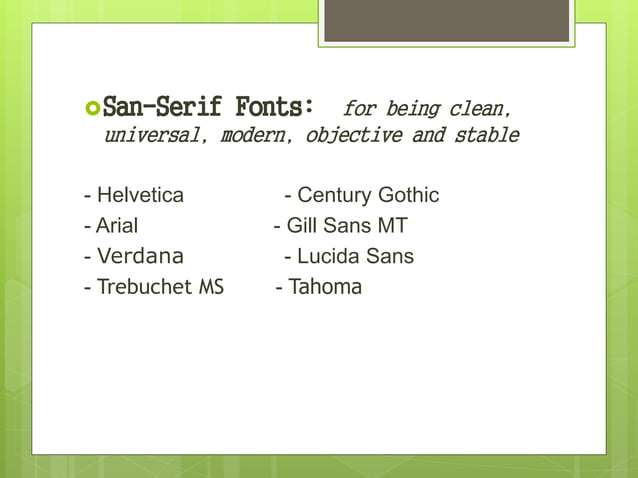 San-Serif Fonts: for being clean,
universal, modern, objective and stable
- Helvetica - Century Gothic
- Arial - Gill Sans MT
- Verdana - Lucida Sans
- Trebuchet MS - Tahoma